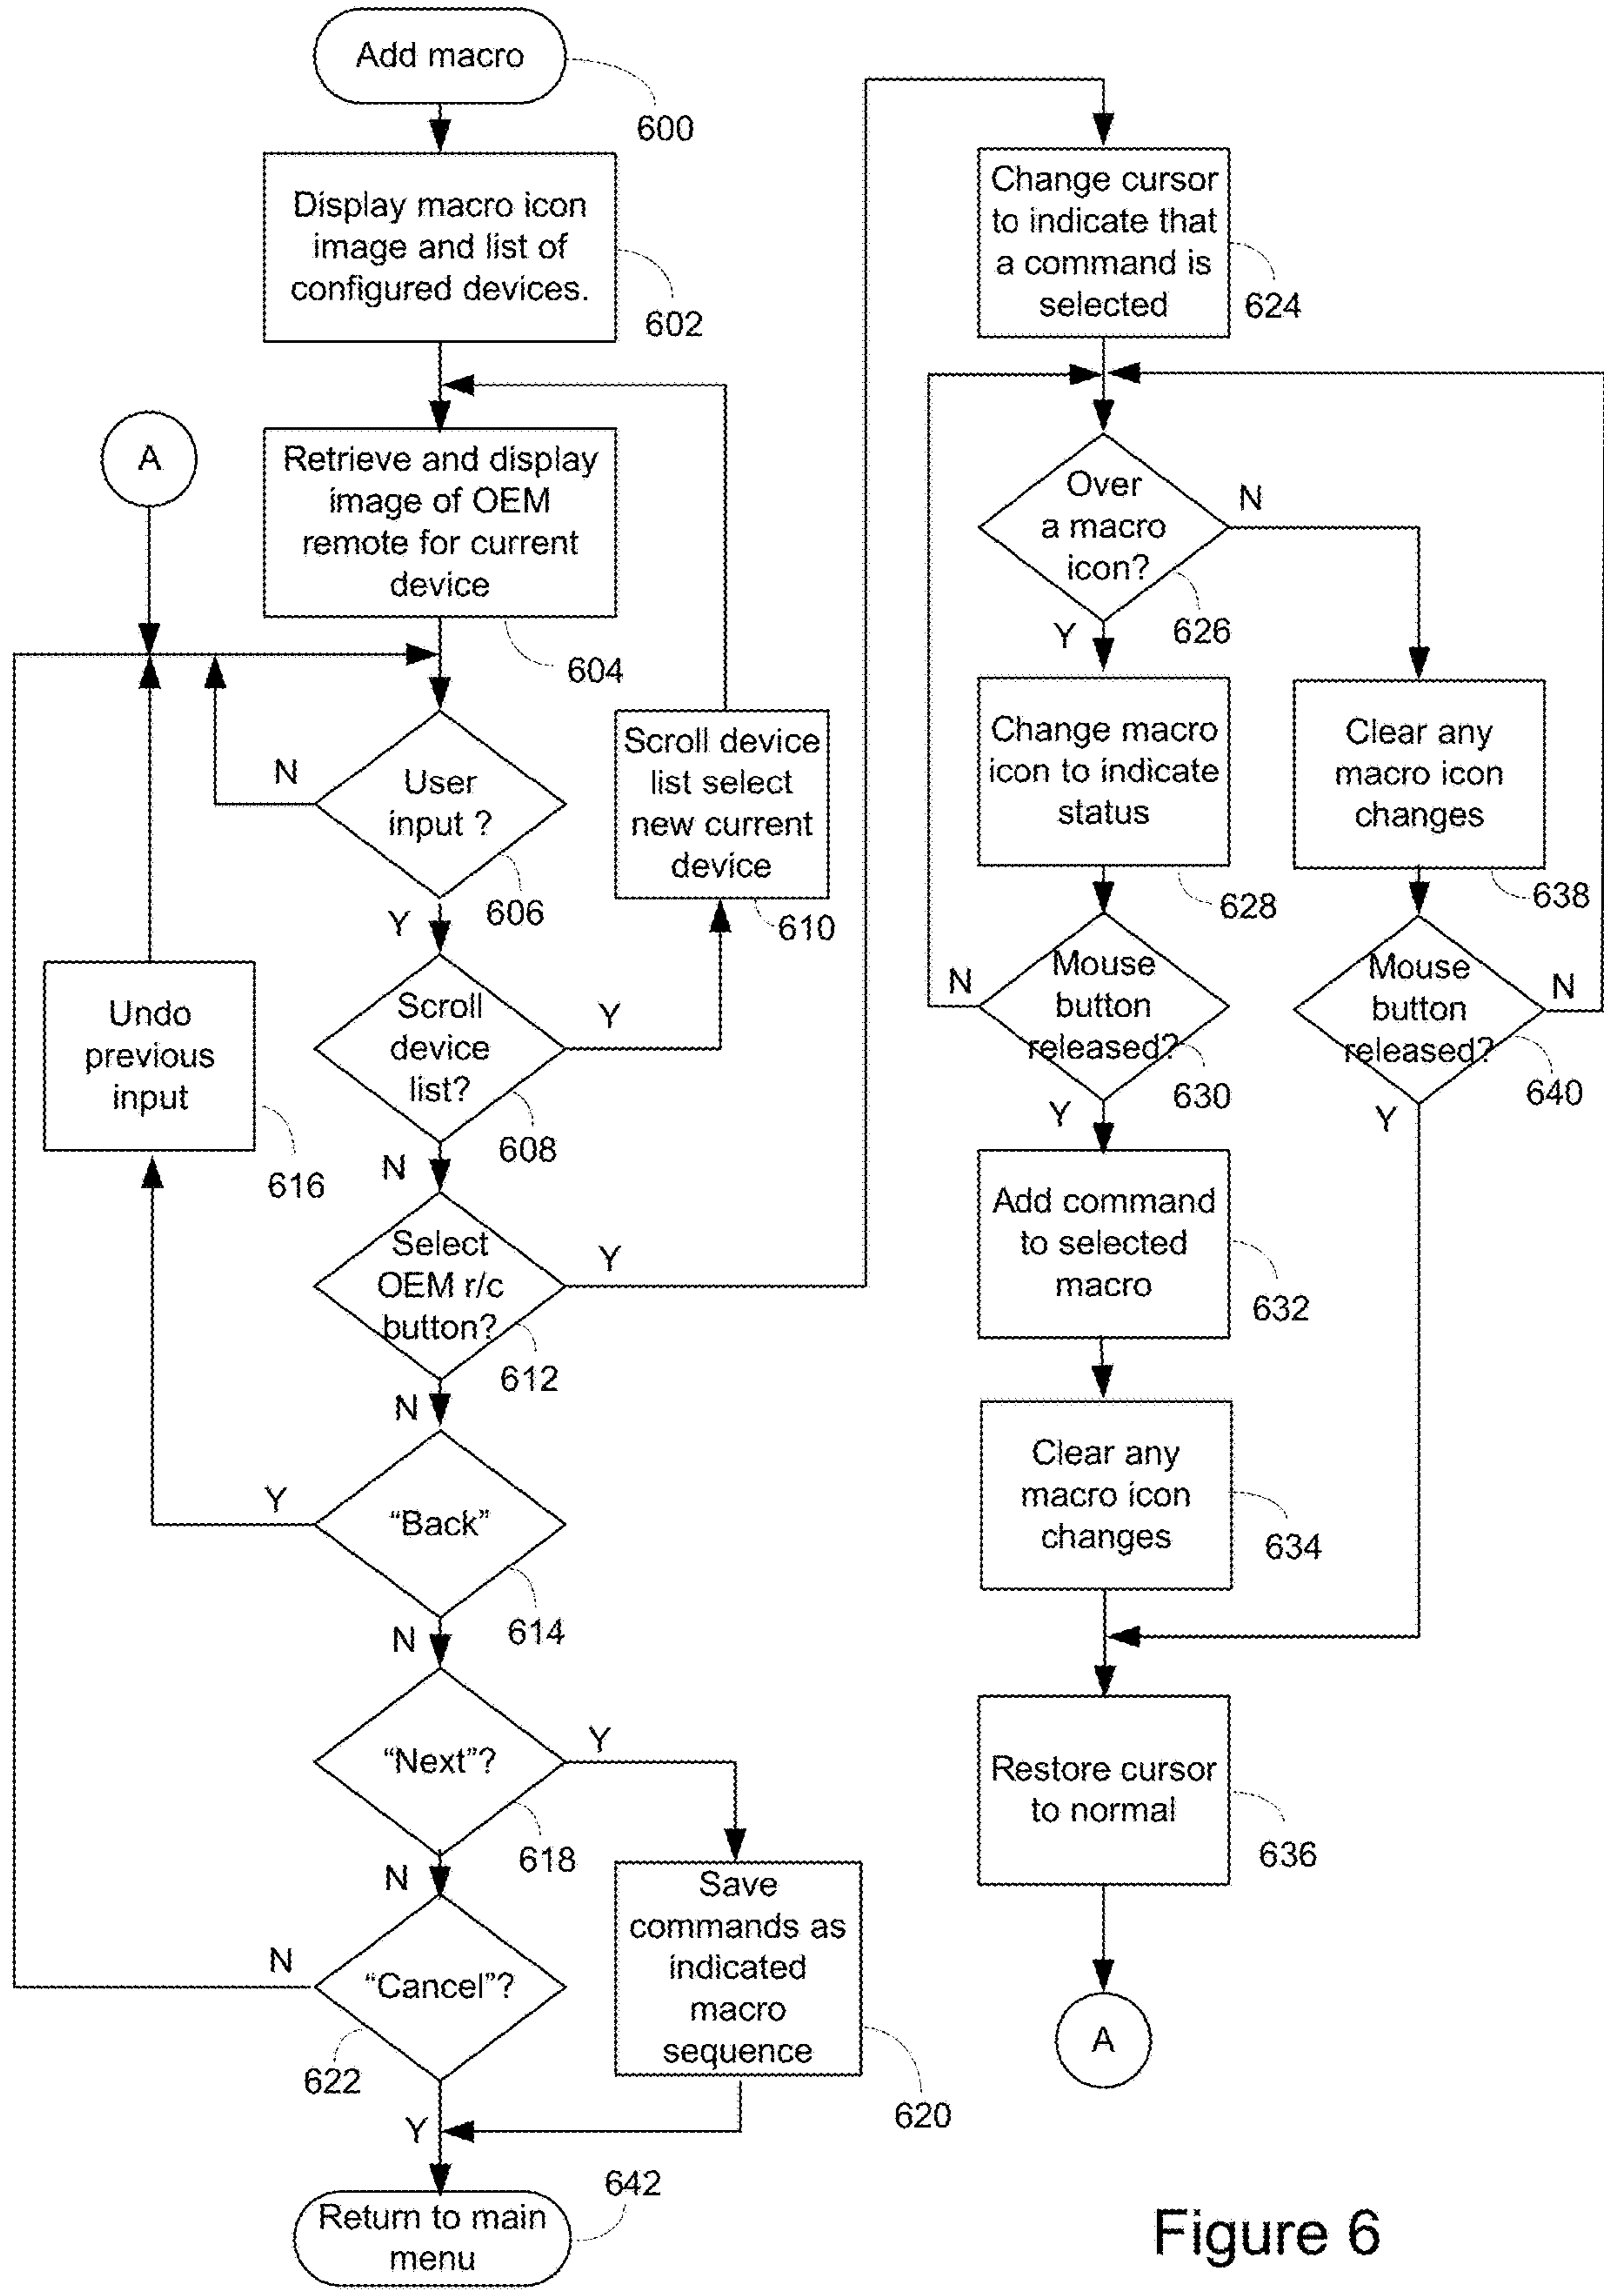 Add macro
600
Display macro icon
image and list of
configured devices.
602
A
Retrieve and display
image of OEM
remote for current
device
604
N
User
input ?
606
Y
Scroll device
list select
new current
device
610
Undo
previous
input
616
Scroll
device
list?
Y
608
N
Select
OEM r/c
button?
Y
612
N
Y
“Back”
614
N
“Next”?
Y
618
N
Save
commands as
indicated
macro
sequence
620
N
“Cancel”?
622
Y
Return to main
menu
642
Change cursor
to indicate that
a command is
selected
624
Over
a macro
icon?
N
626
Y
Change macro
icon to indicate
status
628
Clear any
macro icon
changes
638
N
Mouse
button
released?
630
Y
Mouse
button
released?
N
640
Y
Add command
to selected
macro
632
Clear any
macro icon
changes
634
Restore cursor
to normal
636
A
Figure 6